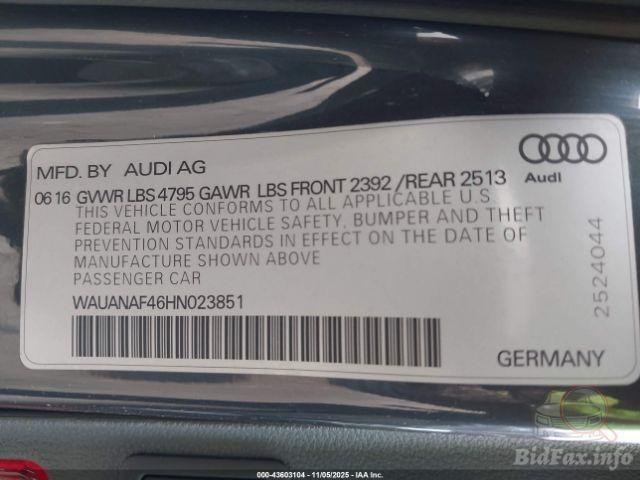 MFD. BY AUDI AG
Audi
0616 GVWR LBS 4795 GAWR LBS FRONT 2392 /REAR 2513
THIS VEHICLE CONFORMS TO ALL APPLICABLE U.S.
FEDERAL MOTOR VEHICLE SAFETY, BUMPER AND THEFT
PREVENTION STANDARDS IN EFFECT ON THE DATE OF
MANUFACTURE SHOWN ABOVE
PASSENGER CAR
WAUANAF46HN023851
2524044
GERMANY
BidFax.info
000-43603104 - 11/05/2025 - IAA Inc.